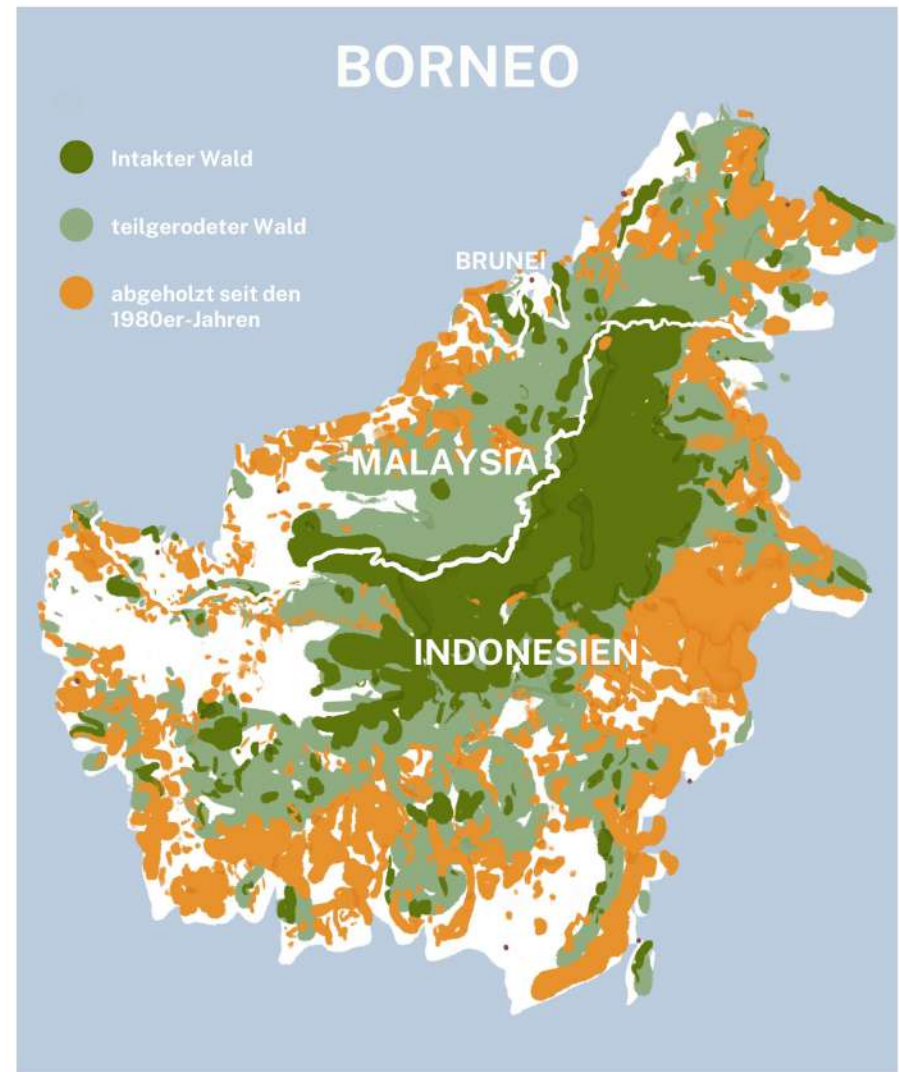 BORNEO
Intakter Wald
teilgerodeter Wald
BRUNEI
abgeholzt seit den
1980er-Jahren
MALAYSIA
INDONESIEN